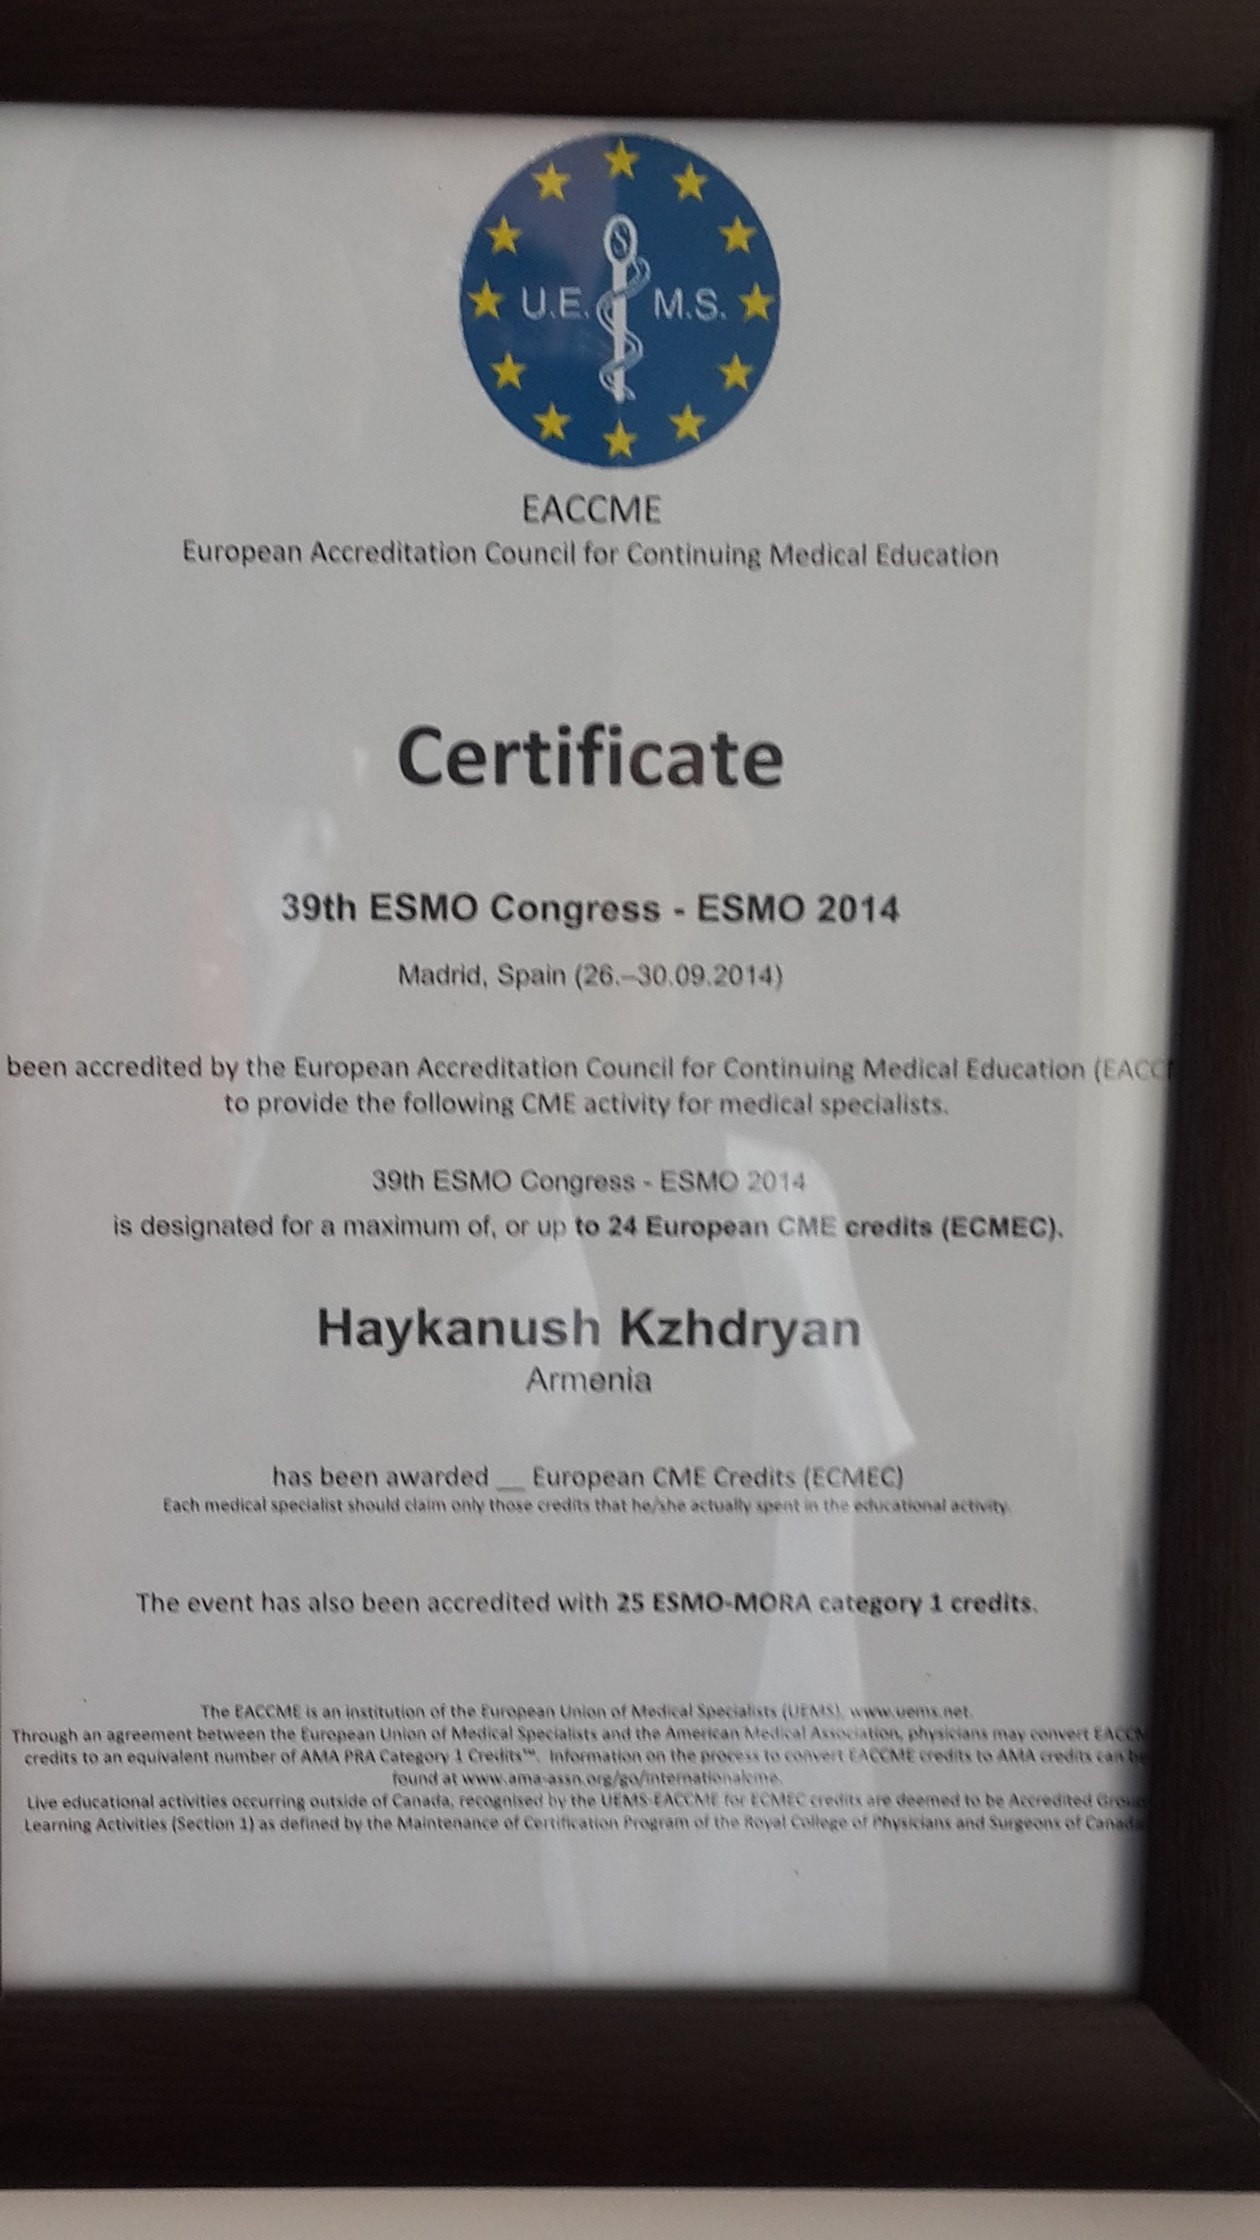 U.E. M.S.
EACCME
European Accreditation Council for Continuing Medical Education
Certificate
39th ESMO Congress - ESMO 2014
Madrid, Spain (26.–30.09.2014)
been accredited by the European Accreditation Council for Continuing Medical Education (EACC
to provide the following CME activity for medical specialists.
39th ESMO Congress - ESMO 2014
is designated for a maximum of, or up to 24 European CME credits (ECMEC).
Haykanush Kzhdryan
Armenia
has been awarded __ European CME Credits (ECMEC)
Each medical specialist should claim only those credits that he/she actually spent in the educational activity.
The event has also been accredited with 25 ESMO-MORA category 1 credits.
The EACCME is an institution of the European Union of Medical Specialists (UEMS), www.uems.net.
Through an agreement between the European Union of Medical Specialists and the American Medical Association, physicians may convert EACCM
credits to an equivalent number of AMA PRA Category 1 Credits™. Information on the process to convert EACCME credits to AMA credits can be
found at www.ama-assn.org/go/internationalcme.
Live educational activities occurring outside of Canada, recognised by the UEMS-EACCME for ECMEC credits are deemed to be Accredited Group
Learning Activities (Section 1) as defined by the Maintenance of Certification Program of the Royal College of Physicians and Surgeons of Canada